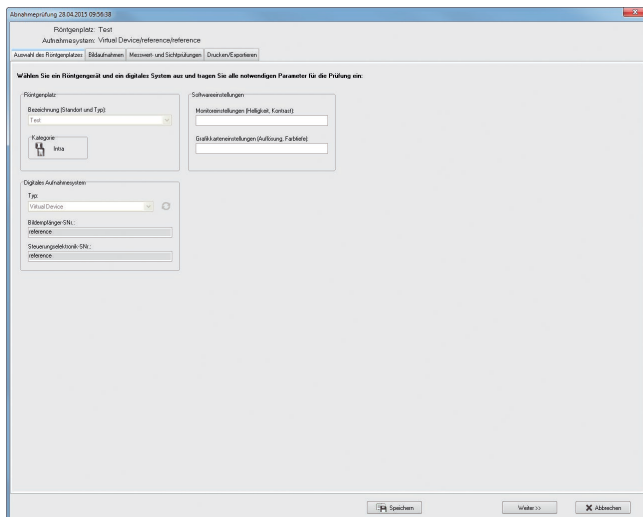 Abnahmeprüfung 28.04.2015 09:56:38
Röntgenplatz: Test
Aufnahmesystem: Virtual Device/reference/reference
Auswahl des Röntgenplatzes Bildaufnahmen Messwert- und Sichtprüfungen Drucken/Exportieren
Wählen Sie ein Röntgengerät und ein digitales System aus und tragen Sie alle notwendigen Parameter für die Prüfung ein:
Röntgenplatz
Bezeichnung (Standort und Typ):
Test
Kategorie
Intra
Softwareeinstellungen
Monitoreinstellungen (Helligkeit, Kontrast):
Grafikkarteneinstellungen (Auflösung, Farbtiefe):
Digitales Aufnahmesystem
Typ:
Virtual Device
Bildempfänger-SNr.:
reference
Steuerungselektronik-SNr.:
reference
Speichern Weiter >> Abbrechen